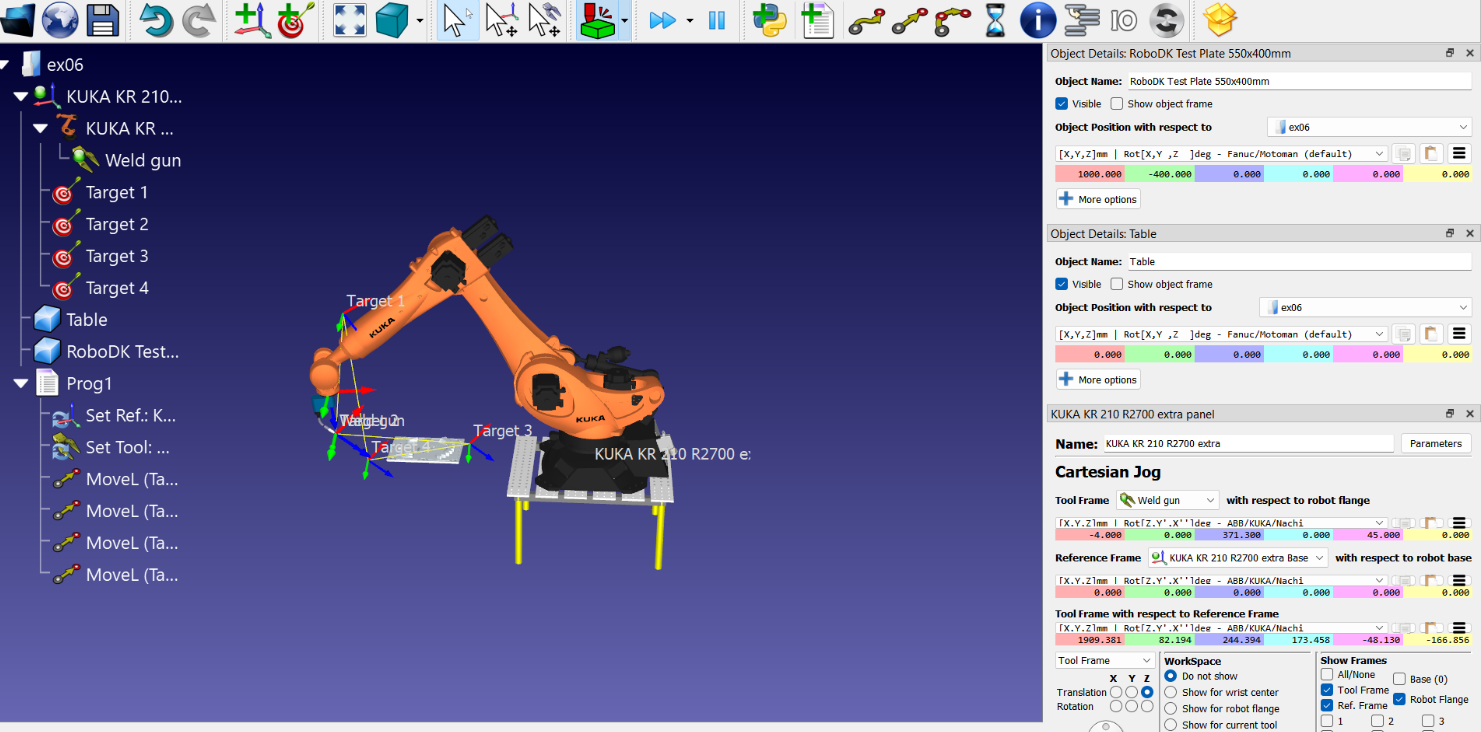 ex06
KUKA KR 210...
KUKA KR ...
Weld gun
Target 1
Target 2
Target 3
Target 4
Table
RoboDK Test...
Prog1
Set Ref.: K...
Set Tool: ...
MoveL (Ta...
MoveL (Ta...
MoveL (Ta...
MoveL (Ta...
IO
Target 1
KUKA
KUKA
Target 3
Target 4
KUKA KR 210 R2700 e:
Object Details: RoboDK Test Plate 550x400mm
Object Name: RoboDK Test Plate 550x400mm
Visible Show object frame
Object Position with respect to ex06
[X,Y,Z]mm | Rot[X,Y ,Z ]deg - Fanuc/Motoman (default)
1000.000 -400.000 0.000 0.000 0.000 0.000
More options
Object Details: Table
Object Name: Table
Visible Show object frame
Object Position with respect to ex06
[X,Y,Z]mm | Rot[X,Y ,Z ]deg - Fanuc/Motoman (default)
0.000 0.000 0.000 0.000 0.000 0.000
More options
KUKA KR 210 R2700 extra panel
Name: KUKA KR 210 R2700 extra Parameters
Cartesian Jog
Tool Frame Weld gun with respect to robot flange
[X,Y,Z]mm | Rot[Z,Y',X'']deg - ABB/KUKA/Nachi
-4.000 0.000 371.300 0.000 45.000 0.000
Reference Frame KUKA KR 210 R2700 extra Base with respect to robot base
[X,Y,Z]mm | Rot[Z,Y',X'']deg - ABB/KUKA/Nachi
0.000 0.000 0.000 0.000 0.000 0.000
Tool Frame with respect to Reference Frame
[X,Y,Z]mm | Rot[Z,Y',X'']deg - ABB/KUKA/Nachi
1909.381 82.194 244.394 173.458 -48.130 -166.856
Tool Frame
X Y Z
Translation
Rotation
WorkSpace
Do not show
Show for wrist center
Show for robot flange
Show for current tool
Show Frames
All/None Base (0)
Tool Frame
Robot Flange
Ref. Frame
1 2 3